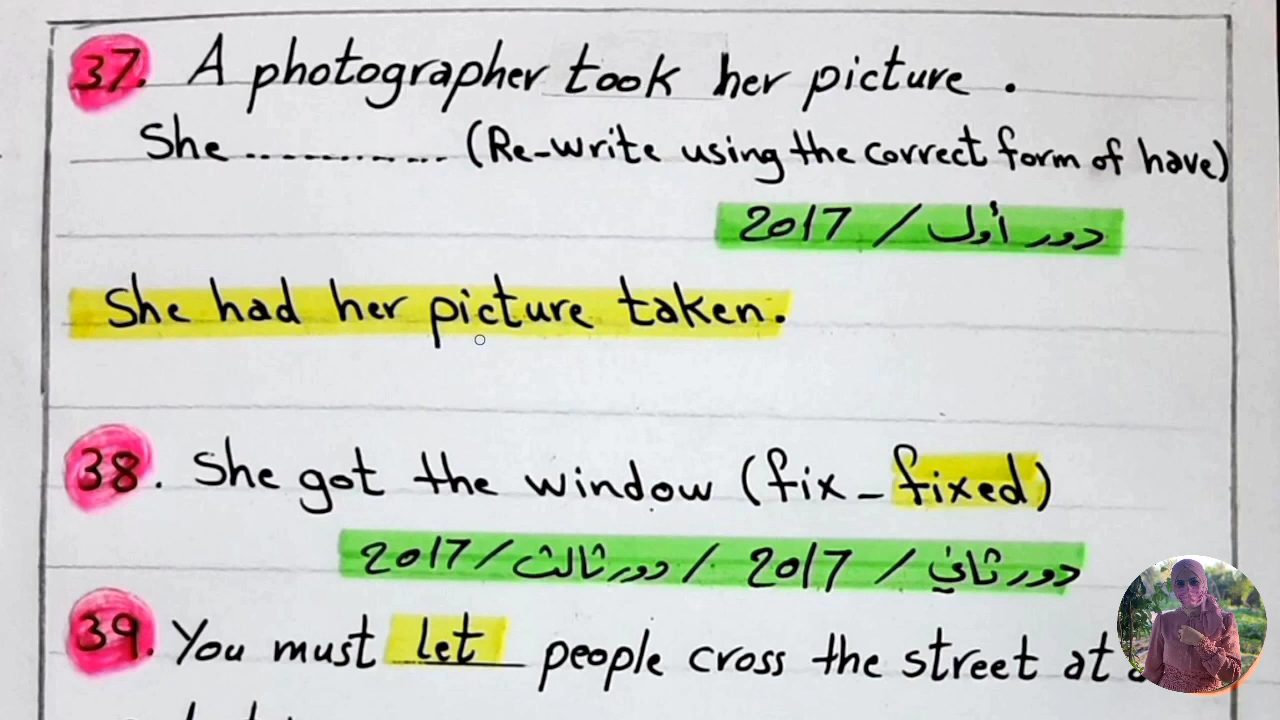 37. A photographer took her picture .
She ............ (Re-write using the correct form of have)
دور أول / 2017
She had her picture taken.
38. She got the window (fix - fixed)
دور ثاني / 2017 / دور ثالث / 2017
39. You must let people cross the street at